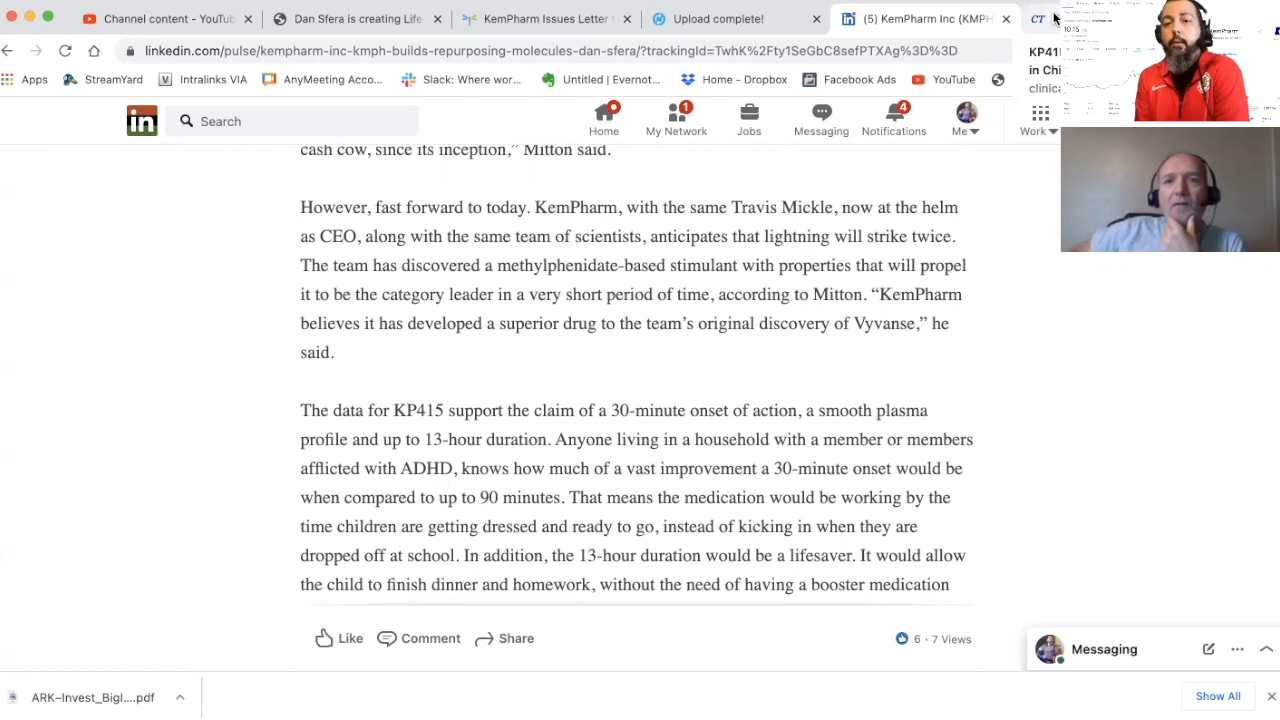 Channel content - YouTub
Dan Sfera is creating Life
KemPharm Issues Letter t
Upload complete!
(5) KemPharm Inc (KMPH
CT
linkedin.com/pulse/kempharm-inc-kmph-builds-repurposing-molecules-dan-sfera/?trackingId=TwhK%2Fty1SeGbC8sefPTXAg%3D%3D
Apps
StreamYard
Intralinks VIA
AnyMeeting Acco...
Slack: Where wor...
Untitled | Evernot...
Home - Dropbox
Facebook Ads
YouTube
KP41
in Chi
clinica
10.15
KemPharm
in
Search
Home
1
My Network
Jobs
Messaging
4
Notifications
Me
Work
cash cow, since its inception,” Mitton said.
However, fast forward to today. KemPharm, with the same Travis Mickle, now at the helm
as CEO, along with the same team of scientists, anticipates that lightning will strike twice.
The team has discovered a methylphenidate-based stimulant with properties that will propel
it to be the category leader in a very short period of time, according to Mitton. “KemPharm
believes it has developed a superior drug to the team’s original discovery of Vyvanse,” he
said.
The data for KP415 support the claim of a 30-minute onset of action, a smooth plasma
profile and up to 13-hour duration. Anyone living in a household with a member or members
afflicted with ADHD, knows how much of a vast improvement a 30-minute onset would be
when compared to up to 90 minutes. That means the medication would be working by the
time children are getting dressed and ready to go, instead of kicking in when they are
dropped off at school. In addition, the 13-hour duration would be a lifesaver. It would allow
the child to finish dinner and homework, without the need of having a booster medication
Like
Comment
Share
6 · 7 Views
Messaging
ARK–Invest_BigI....pdf
Show All